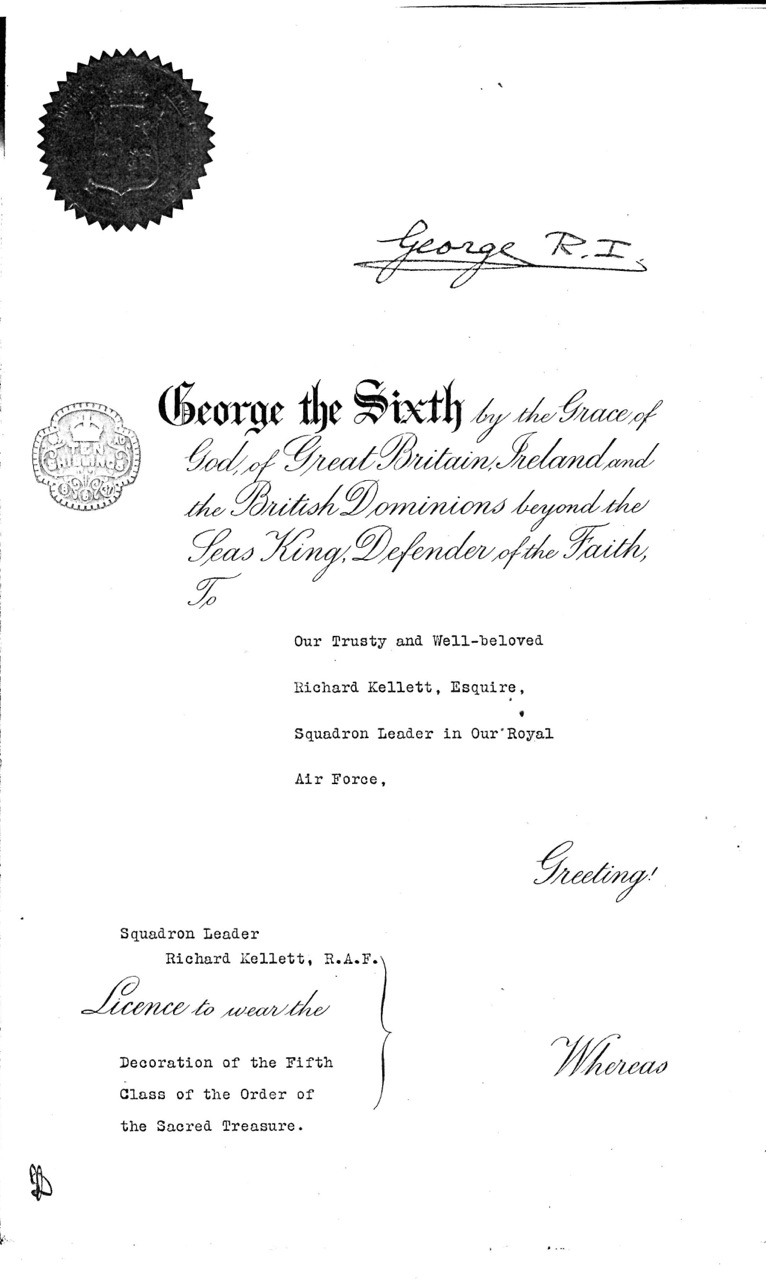 George R.I.
George the Sixth by the Grace of
God, of Great Britain, Ireland and
the British Dominions beyond the
Seas King, Defender of the Faith,
To
TEN
SHILLINGS
Our Trusty and Well-beloved
Richard Kellett, Esquire,
Squadron Leader in Our Royal
Air Force,
Greeting!
Squadron Leader
Richard Kellett, R.A.F.
Licence to wear the
Decoration of the Fifth
Class of the Order of
the Sacred Treasure.
Whereas